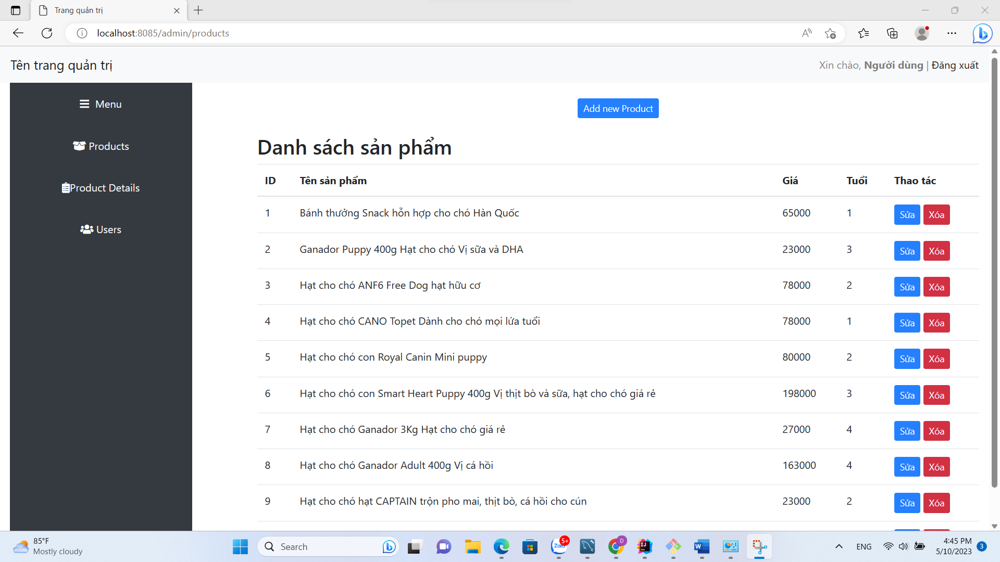 Trang quản trị
localhost:8085/admin/products
Tên trang quản trị
Xin chào, Người dùng | Đăng xuất
Menu
Products
Product Details
Users
Add new Product
Danh sách sản phẩm
ID Tên sản phẩm Giá Tuổi Thao tác
1 Bánh thưởng Snack hỗn hợp cho chó Hàn Quốc 65000 1 Sửa Xóa
2 Ganador Puppy 400g Hạt cho chó Vị sữa và DHA 23000 3 Sửa Xóa
3 Hạt cho chó ANF6 Free Dog hạt hữu cơ 78000 2 Sửa Xóa
4 Hạt cho chó CANO Topet Dành cho chó mọi lứa tuổi 78000 1 Sửa Xóa
5 Hạt cho chó con Royal Canin Mini puppy 80000 2 Sửa Xóa
6 Hạt cho chó con Smart Heart Puppy 400g Vị thịt bò và sữa, hạt cho chó giá rẻ 198000 3 Sửa Xóa
7 Hạt cho chó Ganador 3Kg Hạt cho chó giá rẻ 27000 4 Sửa Xóa
8 Hạt cho chó Ganador Adult 400g Vị cá hồi 163000 4 Sửa Xóa
9 Hạt cho chó hạt CAPTAIN trộn pho mai, thịt bò, cá hồi cho cún 23000 2 Sửa Xóa
85°F
Mostly cloudy
Search
Zalo
5+
D
IJ
W
ENG
4:45 PM
5/10/2023
3